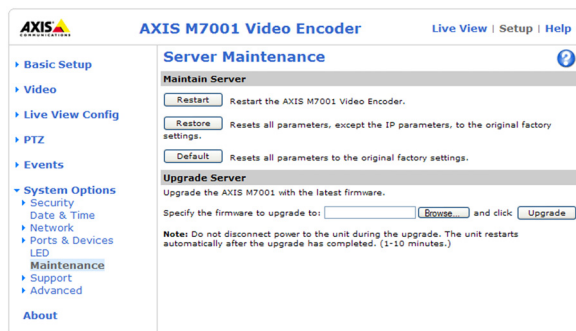 AXIS
COMMUNICATIONS
AXIS M7001 Video Encoder
Live View | Setup | Help
Basic Setup
Video
Live View Config
PTZ
Events
System Options
Security
Date & Time
Network
Ports & Devices
LED
Maintenance
Support
Advanced
About
Server Maintenance
?
Maintain Server
Restart Restart the AXIS M7001 Video Encoder.
Restore Resets all parameters, except the IP parameters, to the original factory
settings.
Default Resets all parameters to the original factory settings.
Upgrade Server
Upgrade the AXIS M7001 with the latest firmware.
Specify the firmware to upgrade to: Browse... and click Upgrade
Note: Do not disconnect power to the unit during the upgrade. The unit restarts
automatically after the upgrade has completed. (1-10 minutes.)